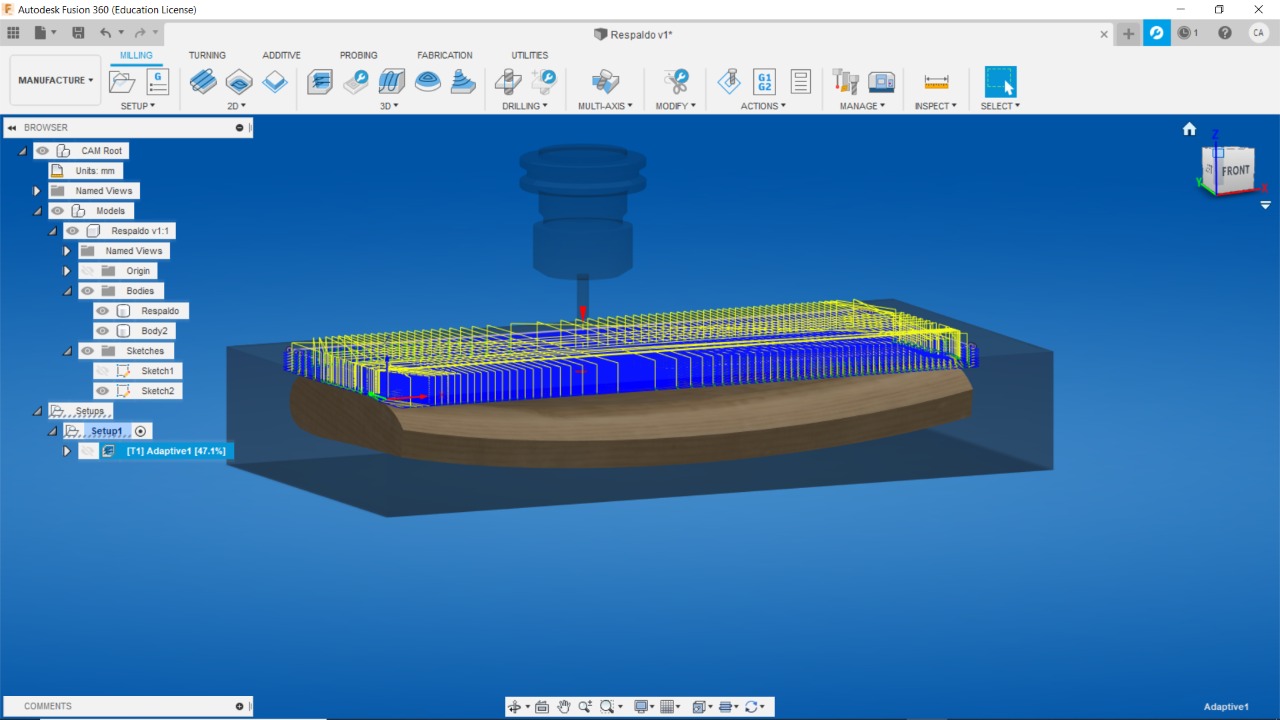 Autodesk Fusion 360 (Education License)
Respaldo v1*
1
CA
MANUFACTURE
MILLING
TURNING
ADDITIVE
PROBING
FABRICATION
UTILITIES
G
G1
G2
SETUP
2D
3D
DRILLING
MULTI-AXIS
MODIFY
ACTIONS
MANAGE
INSPECT
SELECT
BROWSER
CAM Root
Units: mm
Named Views
Models
Respaldo v1:1
Named Views
Origin
Bodies
Respaldo
Body2
Sketches
Sketch1
Sketch2
Setups
Setup1
[T1] Adaptive1 [47.1%]
Z
FRONT
Y
X
COMMENTS
Adaptive1